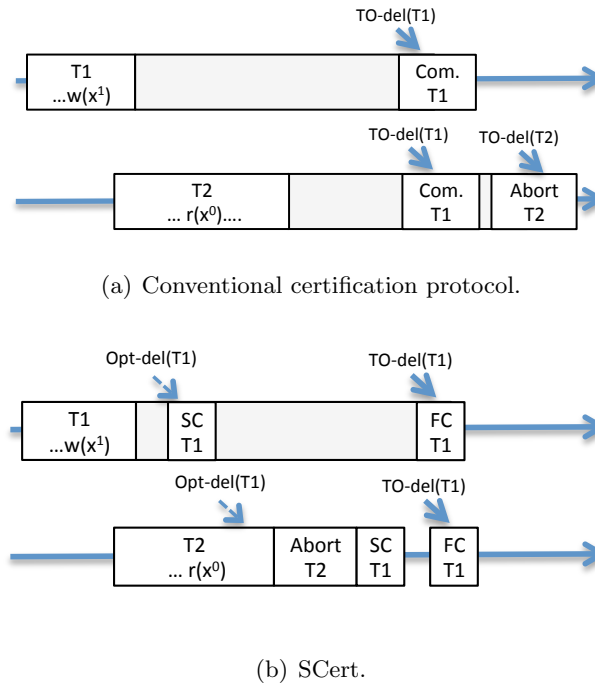 TO-del(T1)
T1
...w(x¹)
Com.
T1
TO-del(T1)
TO-del(T2)
T2
... r(x⁰)....
Com.
T1
Abort
T2
(a) Conventional certification protocol.
Opt-del(T1)
TO-del(T1)
T1
...w(x¹)
SC
T1
FC
T1
Opt-del(T1)
TO-del(T1)
T2
... r(x⁰)
Abort
T2
SC
T1
FC
T1
(b) SCert.